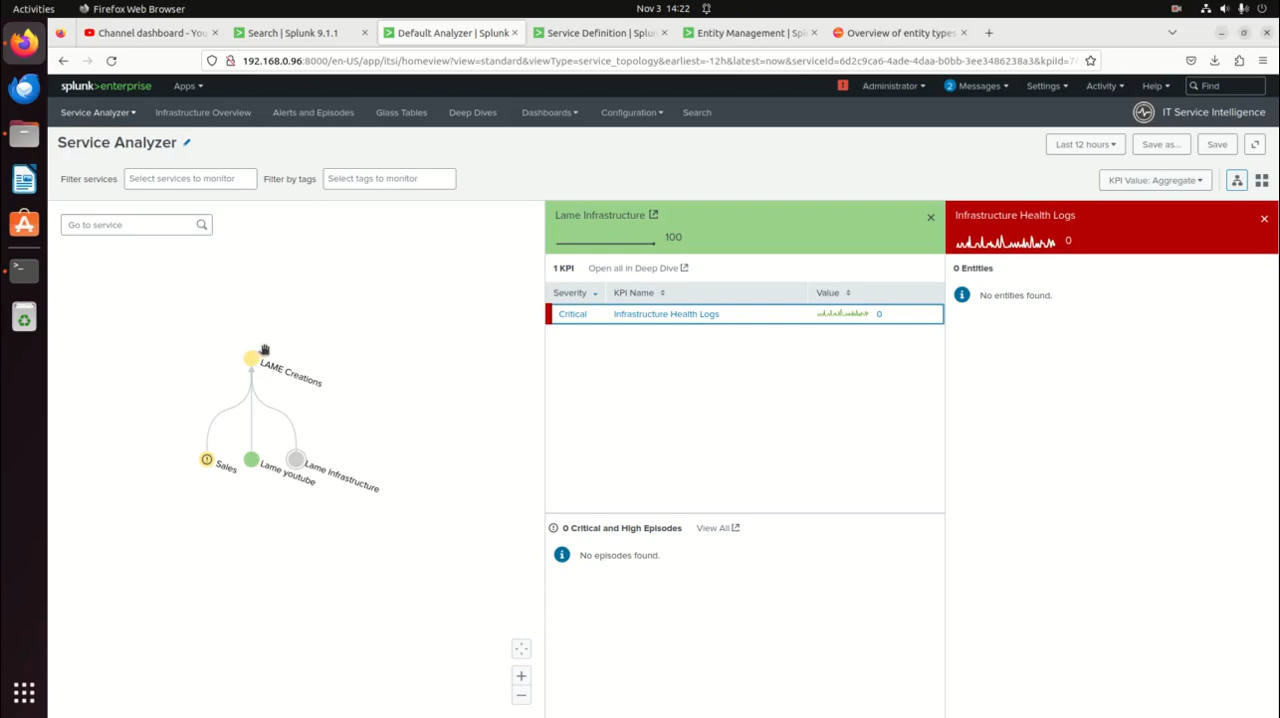 Activities
Firefox Web Browser
Nov 3 14:22
Channel dashboard - You
Search | Splunk 9.1.1
Default Analyzer | Splunk
Service Definition | Splunk
Entity Management | Spl
Overview of entity types
192.168.0.96:8000/en-US/app/itsi/homeview?view=standard&viewType=service_topology&earliest=-12h&latest=now&serviceId=6d2c9ca6-4ade-4daa-b0bb-3ee3486238a3&kpiId=7
splunk>enterprise
Apps
Administrator
2 Messages
Settings
Activity
Help
Find
Service Analyzer
Infrastructure Overview
Alerts and Episodes
Glass Tables
Deep Dives
Dashboards
Configuration
Search
IT Service Intelligence
Service Analyzer
Last 12 hours
Save as...
Save
Filter services
Select services to monitor
Filter by tags
Select tags to monitor
KPI Value: Aggregate
Go to service
LAME Creations
Sales
Lame youtube
Lame Infrastructure
Lame Infrastructure
100
1 KPI
Open all in Deep Dive
Severity
KPI Name
Value
Critical
Infrastructure Health Logs
0
0 Critical and High Episodes
View All
No episodes found.
Infrastructure Health Logs
0
0 Entities
No entities found.